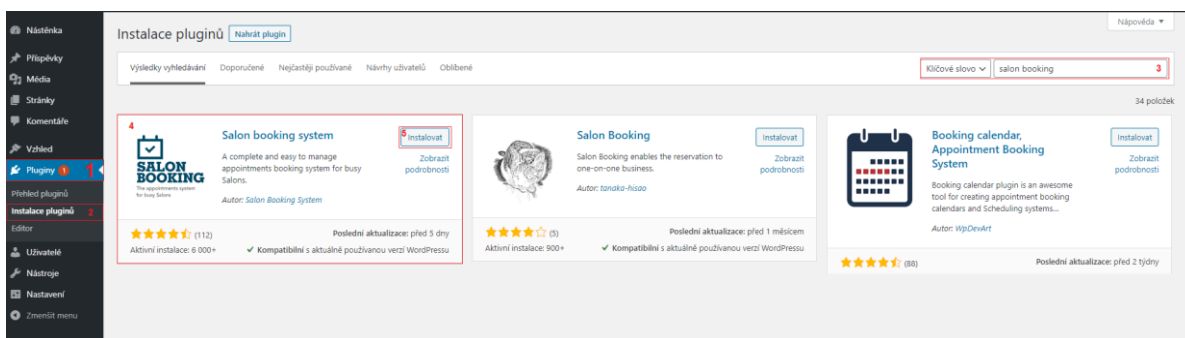 Nástěnka
Příspěvky
Média
Stránky
Komentáře
Vzhled
Pluginy 1 1
Přehled pluginů
Instalace pluginů 2
Editor
Uživatelé
Nástroje
Nastavení
Zmenšit menu
Nápověda
Instalace pluginů Nahrát plugin
Výsledky vyhledávání Doporučené Nejčastěji používané Návrhy uživatelů Oblíbené
Klíčové slovo salon booking 3
34 položek
4
SALON
BOOKING
The appointments system
for busy Salons
Salon booking system
5 Instalovat
Zobrazit
podrobnosti
A complete and easy to manage
appointments booking system for busy
Salons.
Autor: Salon Booking System
(112)
Poslední aktualizace: před 5 dny
Aktivní instalace: 6 000+
✔ Kompatibilní s aktuálně používanou verzí WordPressu
Salon Booking
Instalovat
Zobrazit
podrobnosti
Salon Booking enables the reservation to
one-on-one business.
Autor: tanaka-hisao
(5)
Poslední aktualizace: před 1 měsícem
Aktivní instalace: 900+
✔ Kompatibilní s aktuálně používanou verzí WordPressu
Booking calendar,
Appointment Booking
System
Instalovat
Zobrazit
podrobnosti
Booking calendar plugin is an awesome
tool for creating appointment booking
calendars and Scheduling systems...
Autor: WpDevArt
(88)
Poslední aktualizace: před 2 týdny